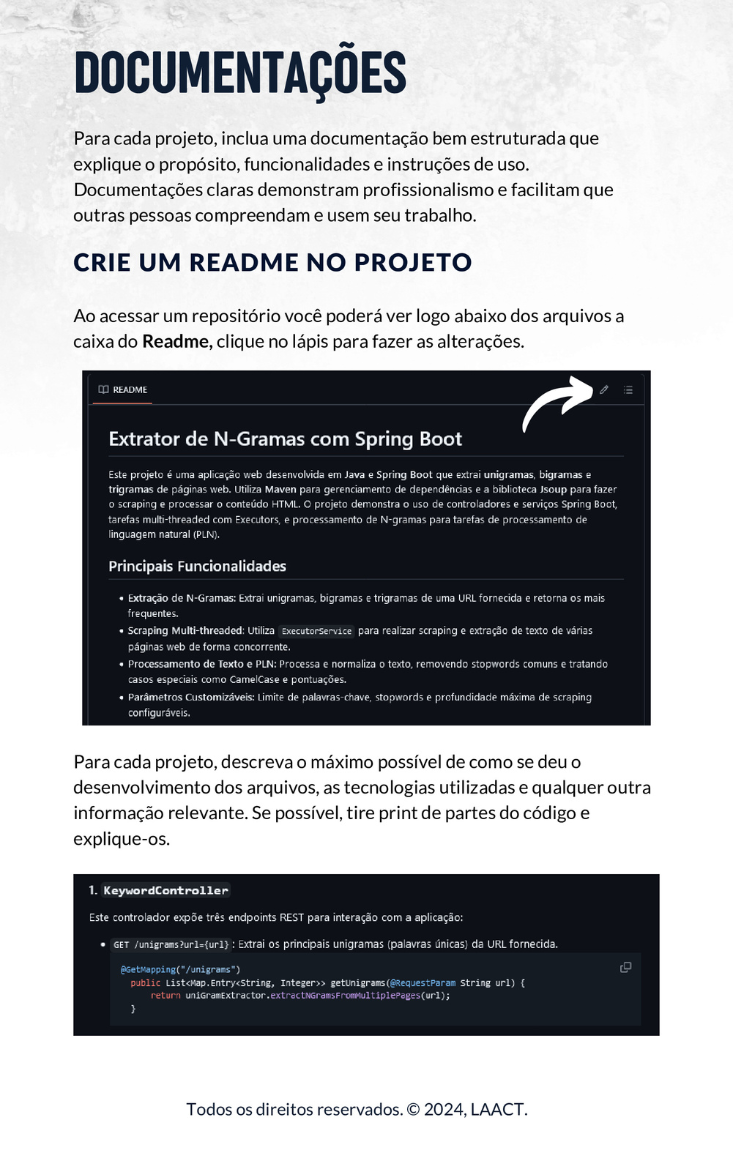 DOCUMENTAÇÕES
Para cada projeto, inclua uma documentação bem estruturada que
explique o propósito, funcionalidades e instruções de uso.
Documentações claras demonstram profissionalismo e facilitam que
outras pessoas compreendam e usem seu trabalho.
CRIE UM README NO PROJETO
Ao acessar um repositório você poderá ver logo abaixo dos arquivos a
caixa do Readme, clique no lápis para fazer as alterações.
README
Extrator de N-Gramas com Spring Boot
Este projeto é uma aplicação web desenvolvida em Java e Spring Boot que extrai unigramas, bigramas e
trigramas de páginas web. Utiliza Maven para gerenciamento de dependências e a biblioteca Jsoup para fazer
o scraping e processar o conteúdo HTML. O projeto demonstra o uso de controladores e serviços Spring Boot,
tarefas multi-threaded com Executors, e processamento de N-gramas para tarefas de processamento de
linguagem natural (PLN).
Principais Funcionalidades
• Extração de N-Gramas: Extrai unigramas, bigramas e trigramas de uma URL fornecida e retorna os mais
frequentes.
• Scraping Multi-threaded: Utiliza ExecutorService para realizar scraping e extração de texto de várias
páginas web de forma concorrente.
• Processamento de Texto e PLN: Processa e normaliza o texto, removendo stopwords comuns e tratando
casos especiais como CamelCase e pontuações.
• Parâmetros Customizáveis: Limite de palavras-chave, stopwords e profundidade máxima de scraping
configuráveis.
Para cada projeto, descreva o máximo possível de como se deu o
desenvolvimento dos arquivos, as tecnologias utilizadas e qualquer outra
informação relevante. Se possível, tire print de partes do código e
explique-os.
1. KeywordController
Este controlador expõe três endpoints REST para interação com a aplicação:
• GET /unigrams?url={url} : Extrai os principais unigramas (palavras únicas) da URL fornecida.
@GetMapping("/unigrams")
public List<Map.Entry<String, Integer>> getUnigrams(@RequestParam String url) {
return uniGramExtractor.extractNGramsFromMultiplePages(url);
}
Todos os direitos reservados. © 2024, LAACT.